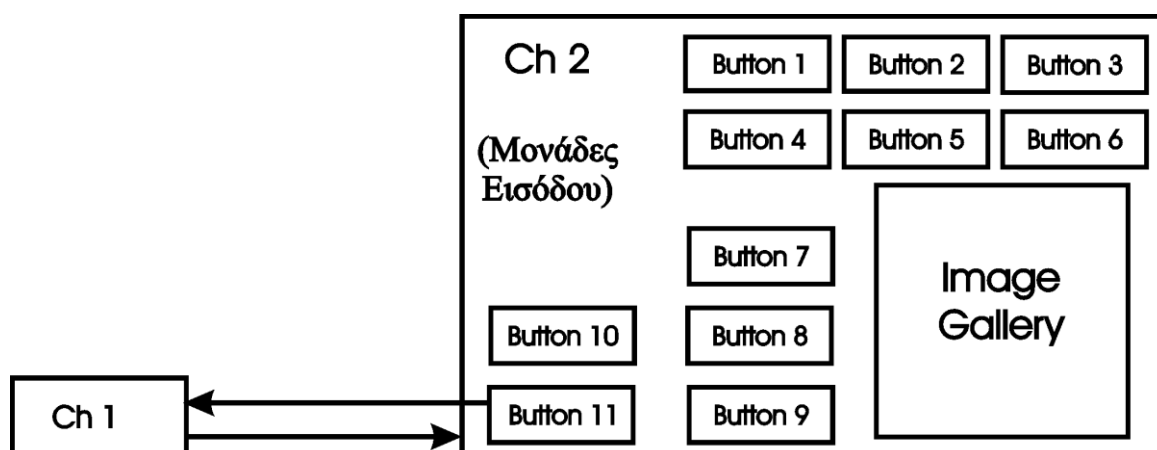 Ch 2
Button 1
Button 2
Button 3
(Μονάδες
Εισόδου)
Button 4
Button 5
Button 6
Button 7
Image
Gallery
Button 10
Button 8
Ch 1
Button 11
Button 9